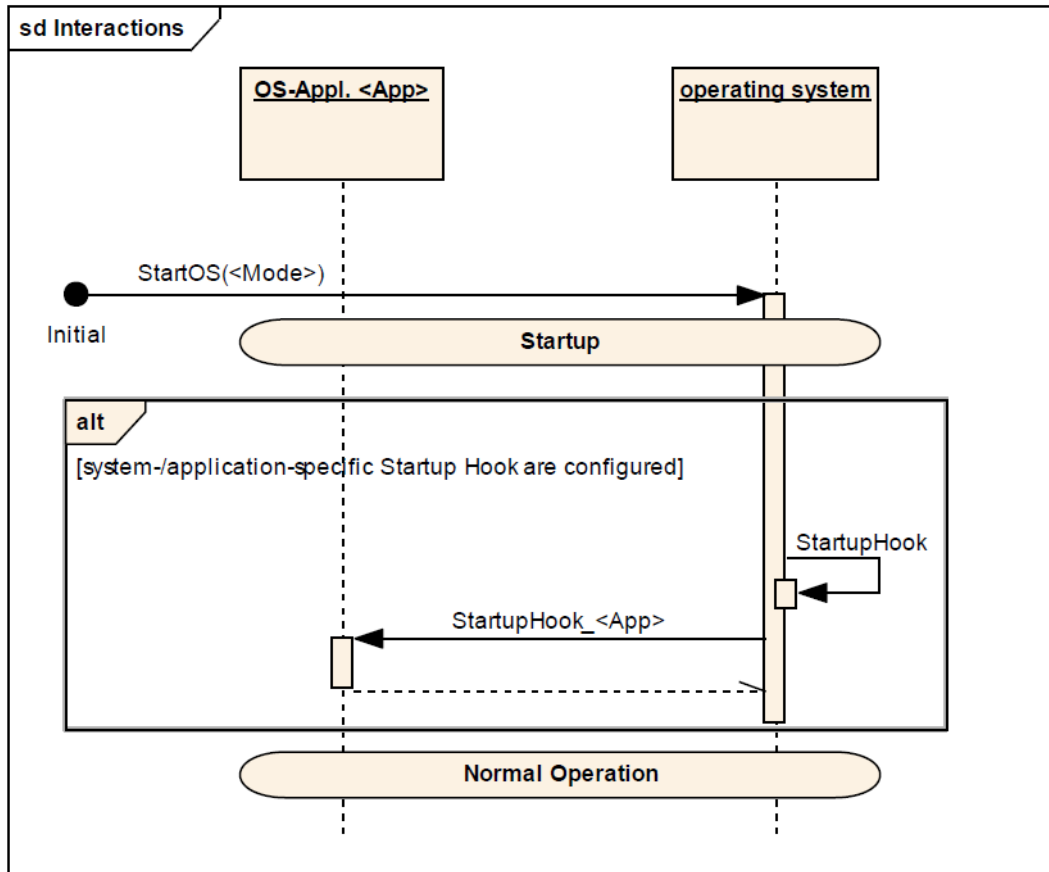 sd Interactions
OS-Appl. <App>
operating system
StartOS(<Mode>)
Initial
Startup
alt
[system-/application-specific Startup Hook are configured]
StartupHook
StartupHook_<App>
Normal Operation